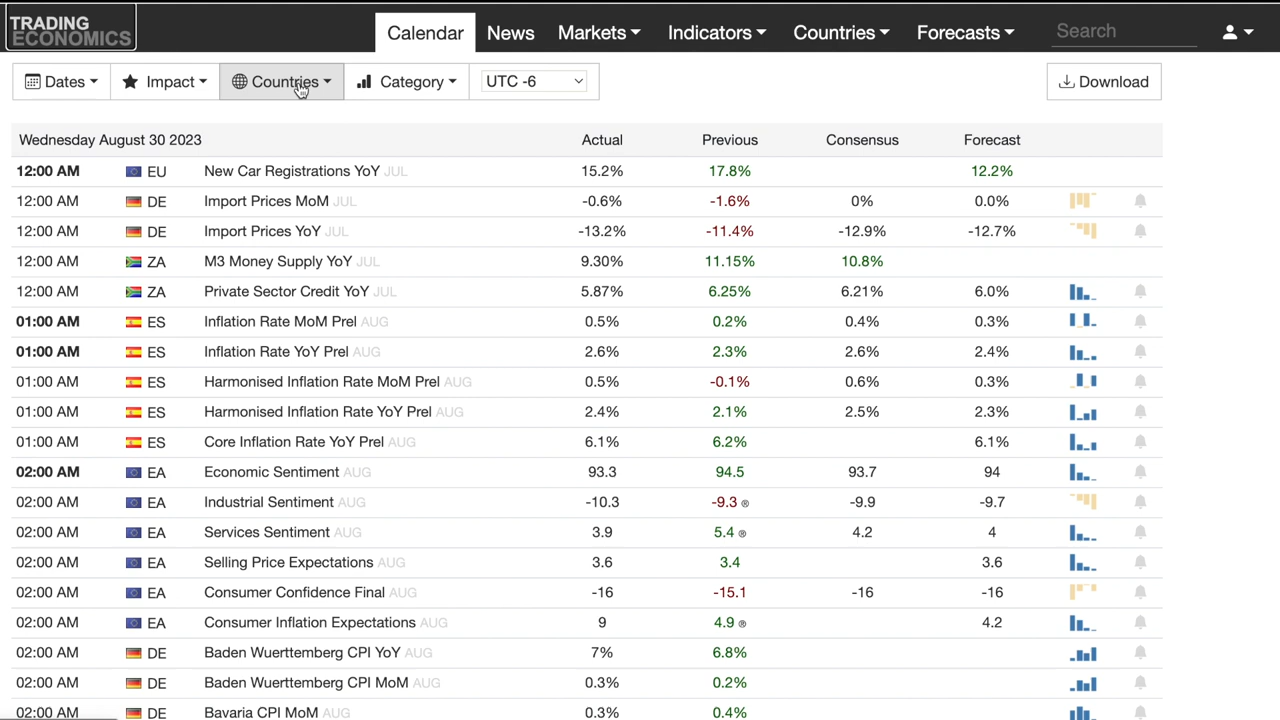 TRADING
ECONOMICS
Calendar News Markets Indicators Countries Forecasts Search
Dates Impact Countries Category UTC -6 Download
Wednesday August 30 2023 Actual Previous Consensus Forecast
12:00 AM EU New Car Registrations YoY JUL 15.2% 17.8% 12.2%
12:00 AM DE Import Prices MoM JUL -0.6% -1.6% 0% 0.0%
12:00 AM DE Import Prices YoY JUL -13.2% -11.4% -12.9% -12.7%
12:00 AM ZA M3 Money Supply YoY JUL 9.30% 11.15% 10.8%
12:00 AM ZA Private Sector Credit YoY JUL 5.87% 6.25% 6.21% 6.0%
01:00 AM ES Inflation Rate MoM Prel AUG 0.5% 0.2% 0.4% 0.3%
01:00 AM ES Inflation Rate YoY Prel AUG 2.6% 2.3% 2.6% 2.4%
01:00 AM ES Harmonised Inflation Rate MoM Prel AUG 0.5% -0.1% 0.6% 0.3%
01:00 AM ES Harmonised Inflation Rate YoY Prel AUG 2.4% 2.1% 2.5% 2.3%
01:00 AM ES Core Inflation Rate YoY Prel AUG 6.1% 6.2% 6.1%
02:00 AM EA Economic Sentiment AUG 93.3 94.5 93.7 94
02:00 AM EA Industrial Sentiment AUG -10.3 -9.3 ® -9.9 -9.7
02:00 AM EA Services Sentiment AUG 3.9 5.4 ® 4.2 4
02:00 AM EA Selling Price Expectations AUG 3.6 3.4 3.6
02:00 AM EA Consumer Confidence Final AUG -16 -15.1 -16 -16
02:00 AM EA Consumer Inflation Expectations AUG 9 4.9 ® 4.2
02:00 AM DE Baden Wuerttemberg CPI YoY AUG 7% 6.8%
02:00 AM DE Baden Wuerttemberg CPI MoM AUG 0.3% 0.2%
02:00 AM DE Bavaria CPI MoM AUG 0.3% 0.4%